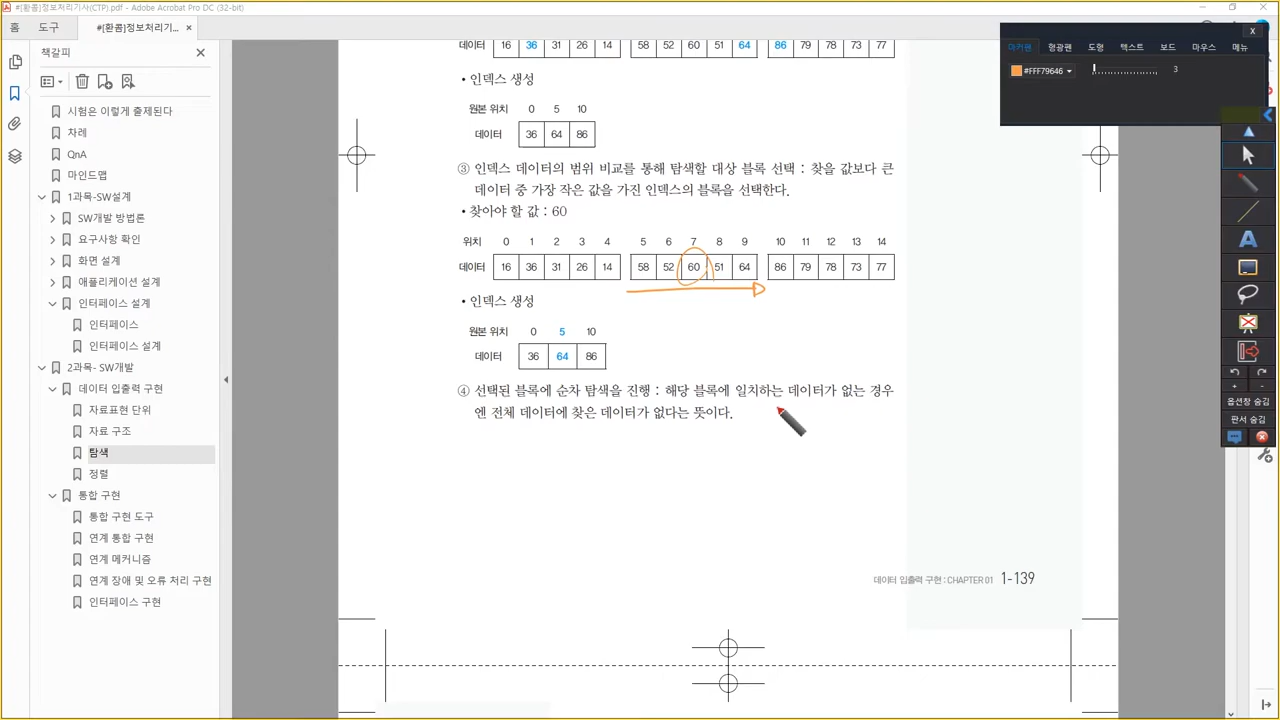 #[환콤]정보처리기사(CTP).pdf - Adobe Acrobat Pro DC (32-bit)
홈
도구
#[환콤]정보처리기... ×
책갈피
시험은 이렇게 출제된다
차례
QnA
마인드맵
1과목-SW설계
SW개발 방법론
요구사항 확인
화면 설계
애플리케이션 설계
인터페이스 설계
인터페이스
인터페이스 설계
2과목- SW개발
데이터 입출력 구현
자료표현 단위
자료 구조
탐색
정렬
통합 구현
통합 구현 도구
연계 통합 구현
연계 메커니즘
연계 장애 및 오류 처리 구현
인터페이스 구현
데이터 16 36 31 26 14 58 52 60 51 64 86 79 78 73 77
• 인덱스 생성
원본 위치 0 5 10
데이터 36 64 86
③ 인덱스 데이터의 범위 비교를 통해 탐색할 대상 블록 선택 : 찾을 값보다 큰
데이터 중 가장 작은 값을 가진 인덱스의 블록을 선택한다.
• 찾아야 할 값 : 60
위치 0 1 2 3 4 5 6 7 8 9 10 11 12 13 14
데이터 16 36 31 26 14 58 52 60 51 64 86 79 78 73 77
• 인덱스 생성
원본 위치 0 5 10
데이터 36 64 86
④ 선택된 블록에 순차 탐색을 진행 : 해당 블록에 일치하는 데이터가 없는 경우
엔 전체 데이터에 찾은 데이터가 없다는 뜻이다.
데이터 입출력 구현 : CHAPTER 01 1-139
X
마커펜 형광펜 도형 텍스트 보드 마우스 메뉴
#FFF79646 3
A
+ -
옵션창 숨김
판서 숨김